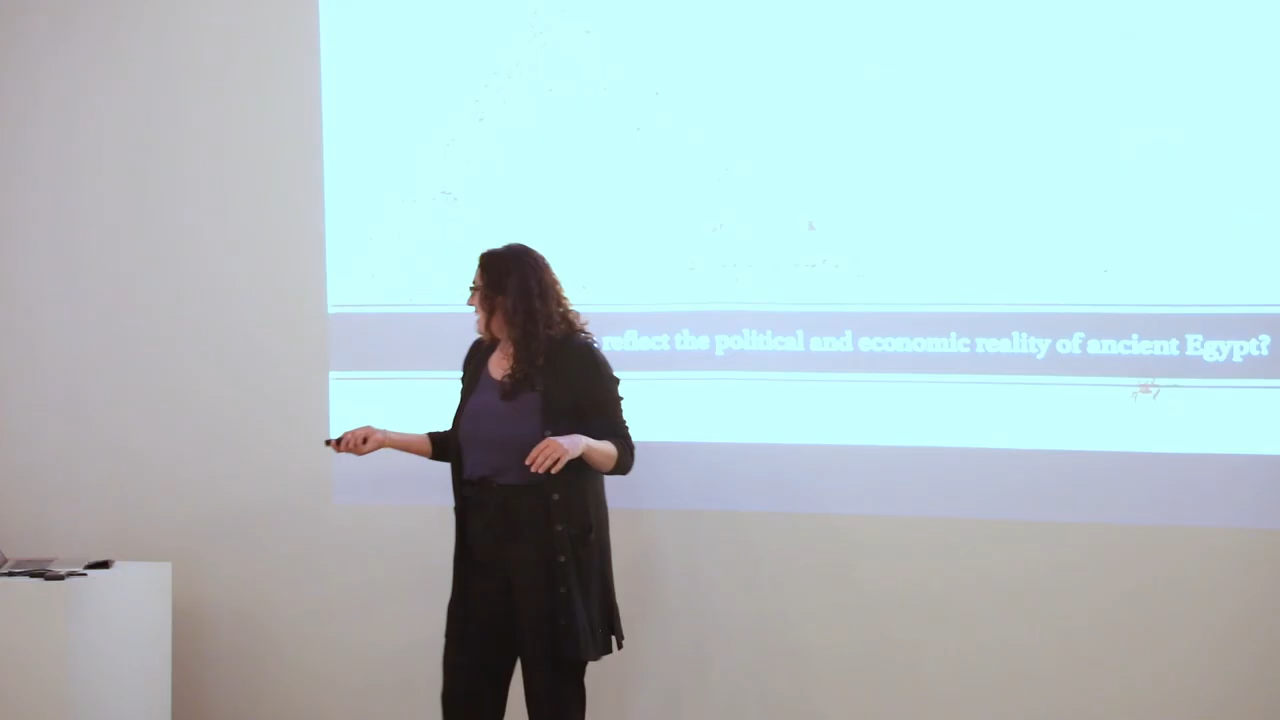 reflect the political and economic reality of ancient Egypt?